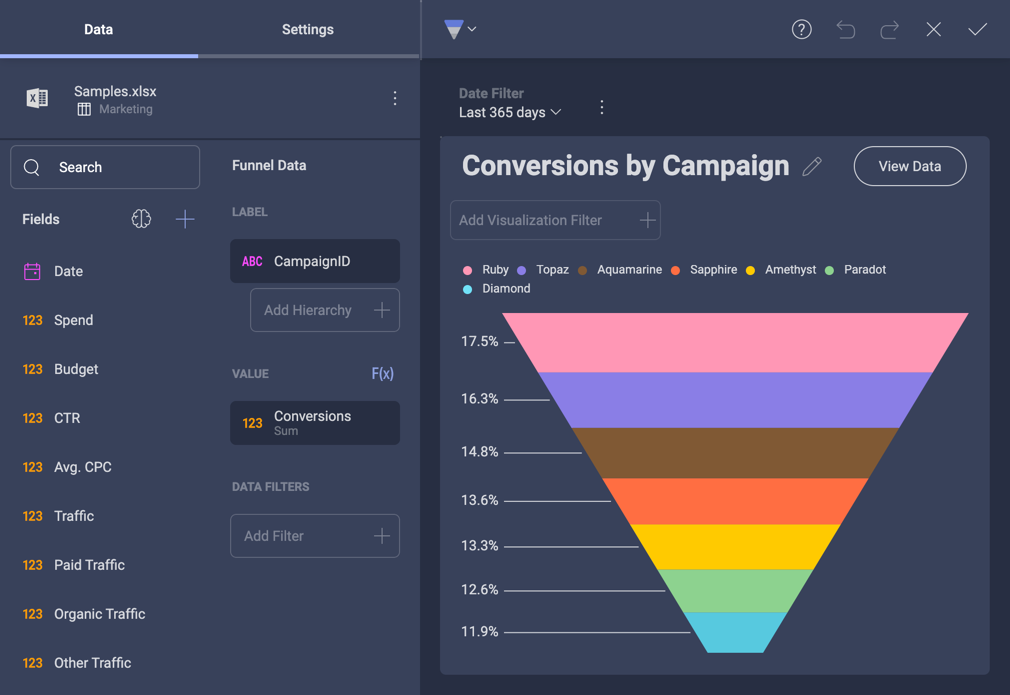 Data
Settings
Samples.xlsx
Marketing
Search
Fields
Date
123 Spend
123 Budget
123 CTR
123 Avg. CPC
123 Traffic
123 Paid Traffic
123 Organic Traffic
123 Other Traffic
Funnel Data
LABEL
ABC CampaignID
Add Hierarchy
VALUE F(x)
123 Conversions
Sum
DATA FILTERS
Add Filter
Date Filter
Last 365 days
Conversions by Campaign
View Data
Add Visualization Filter
Ruby Topaz Aquamarine Sapphire Amethyst Paradot
Diamond
17.5%
16.3%
14.8%
13.6%
13.3%
12.6%
11.9%